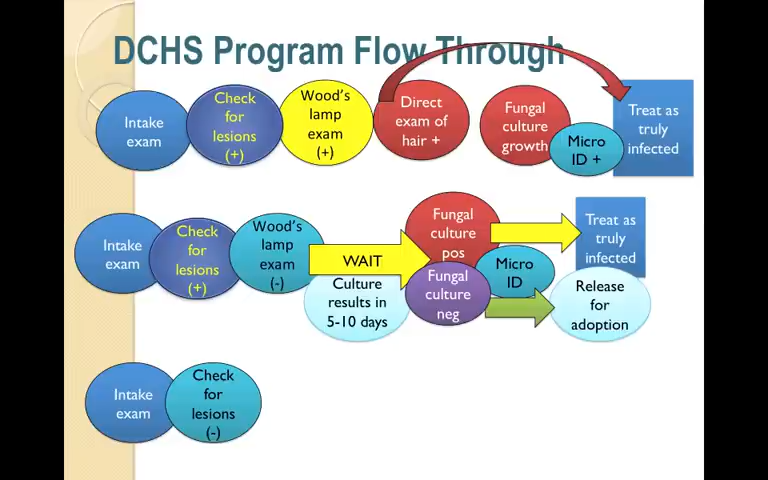 DCHS Program Flow Through
Intake
exam
Check
for
lesions
(+)
Wood's
lamp
exam
(+)
Direct
exam of
hair +
Fungal
culture
growth
Micro
ID +
Treat as
truly
infected
Intake
exam
Check
for
lesions
(+)
Wood's
lamp
exam
(-)
WAIT
Culture
results in
5-10 days
Fungal
culture
pos
Fungal
culture
neg
Micro
ID
Treat as
truly
infected
Release
for
adoption
Intake
exam
Check
for
lesions
(-)